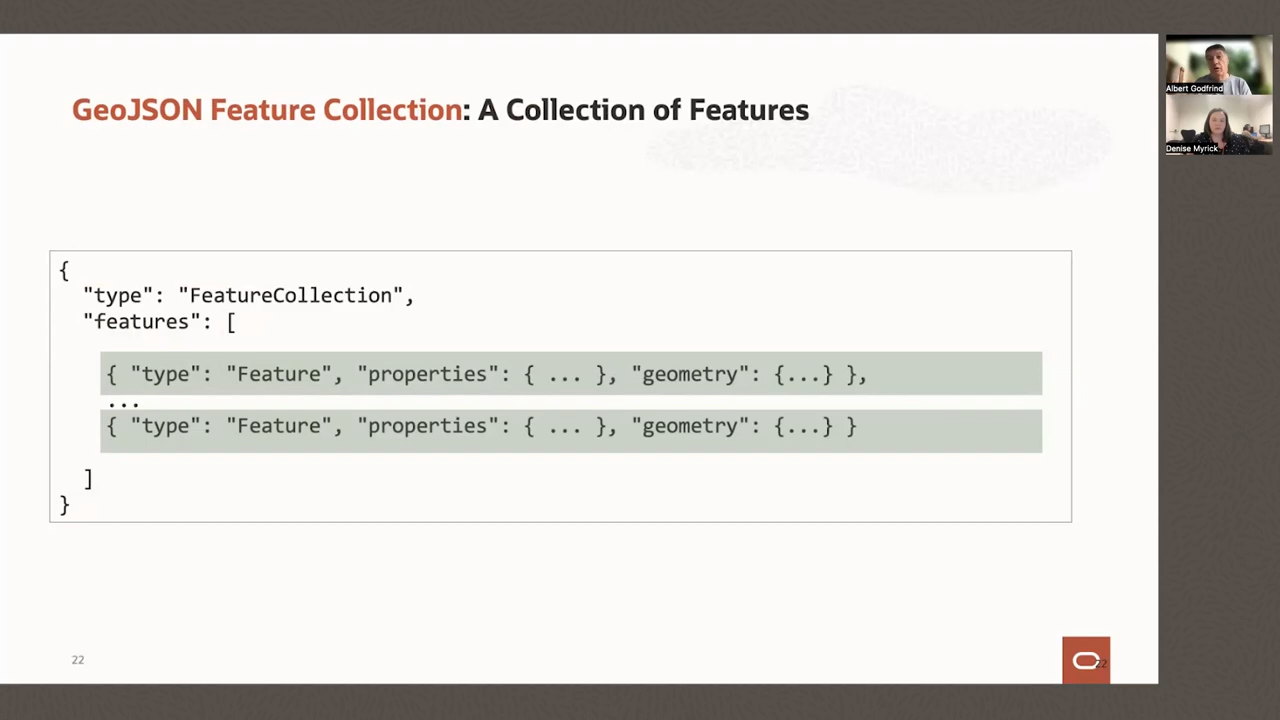 GeoJSON Feature Collection: A Collection of Features
{
"type": "FeatureCollection",
"features": [
{ "type": "Feature", "properties": { ... }, "geometry": {...} },
...
{ "type": "Feature", "properties": { ... }, "geometry": {...} }
]
}
22
22
Albert Godfrind
Denise Myrick